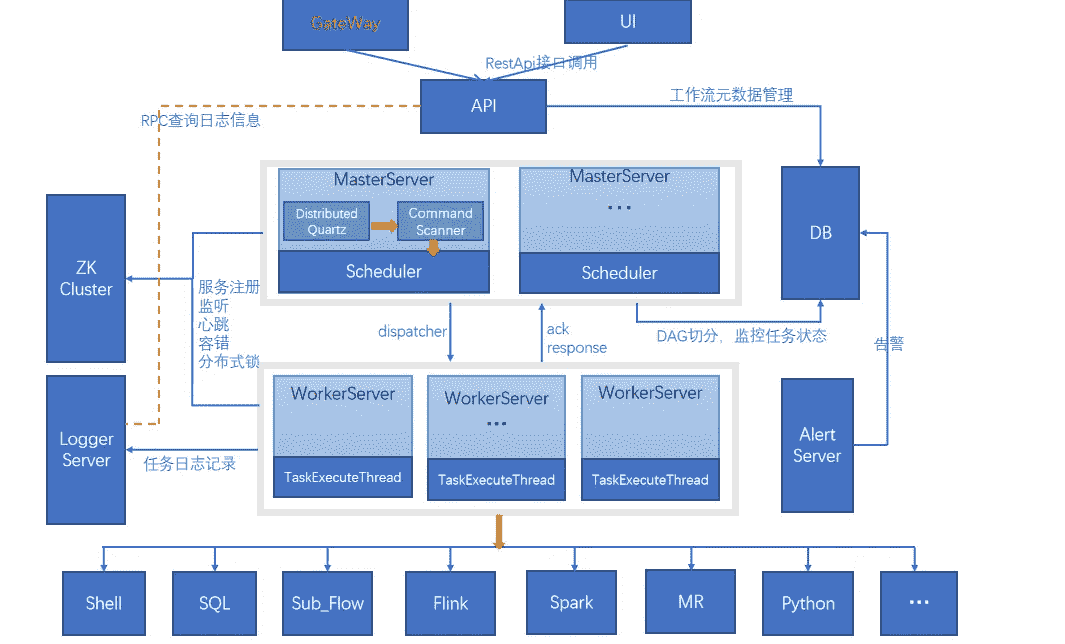 GateWay
UI
RestApi接口调用
API
工作流元数据管理
RPC查询日志信息
MasterServer
MasterServer
Distributed
Quartz
Command
Scanner
...
Scheduler
Scheduler
ZK
Cluster
DB
服务注册
监听
心跳
容错
分布式锁
dispatcher
ack
response
DAG切分，监控任务状态
告警
WorkerServer
WorkerServer
...
WorkerServer
TaskExecuteThread
TaskExecuteThread
TaskExecuteThread
Logger
Server
任务日志记录
Alert
Server
Shell
SQL
Sub_Flow
Flink
Spark
MR
Python
...